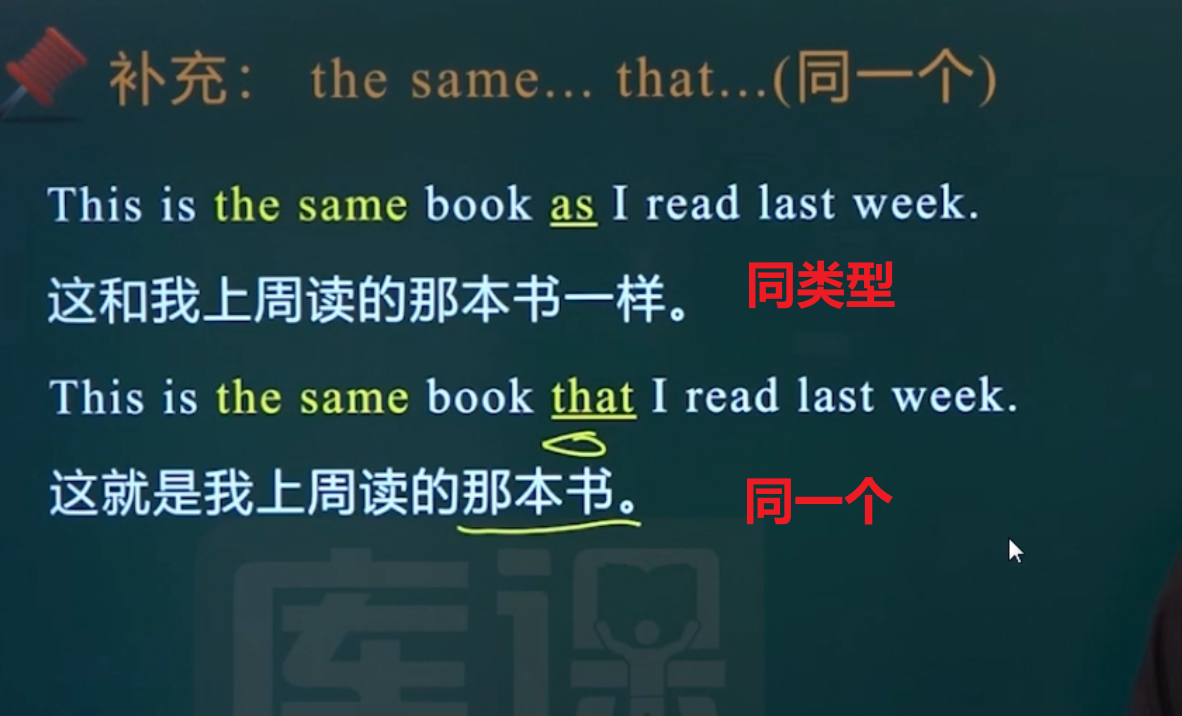 补充： the same... that...(同一个)
This is the same book as I read last week.
这和我上周读的那本书一样。
同类型
This is the same book that I read last week.
这就是我上周读的那本书。
同一个
库课